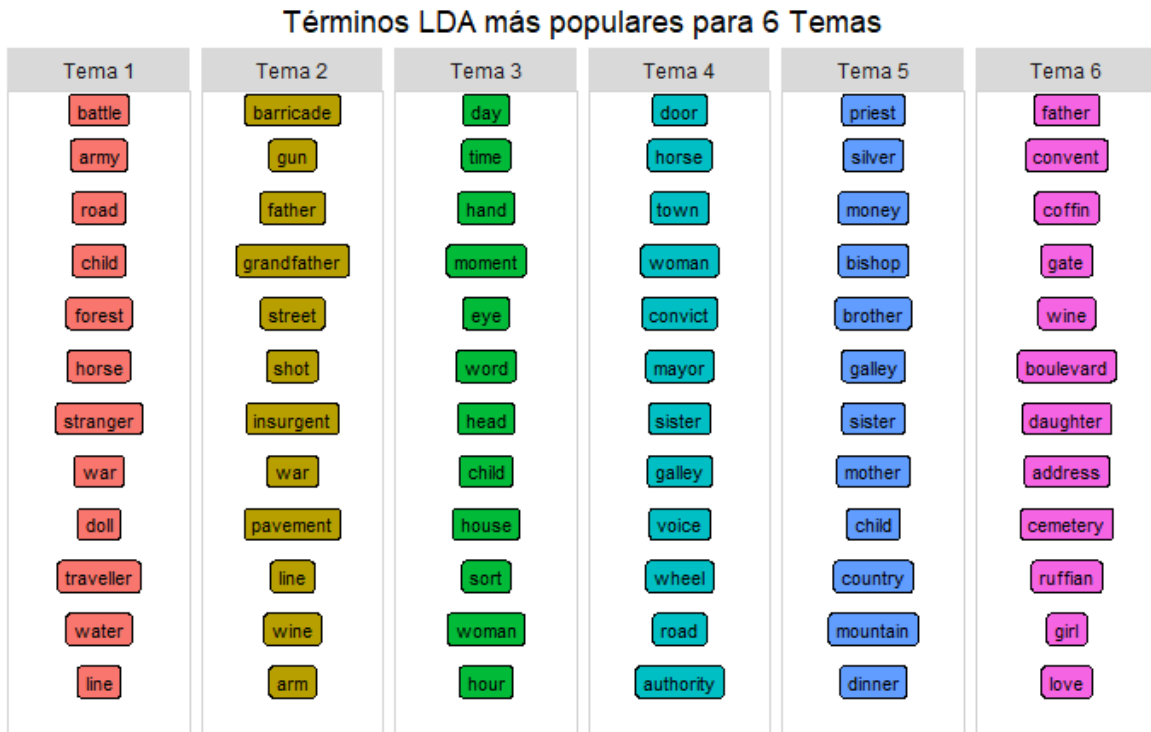 Términos LDA más populares para 6 Temas
Tema 1 Tema 2 Tema 3 Tema 4 Tema 5 Tema 6
battle barricade day door priest father
army gun time horse silver convent
road father hand town money coffin
child grandfather moment woman bishop gate
forest street eye convict brother wine
horse shot word mayor galley boulevard
stranger insurgent head sister sister daughter
war war child galley mother address
doll pavement house voice child cemetery
traveller line sort wheel country ruffian
water wine woman road mountain girl
line arm hour authority dinner love